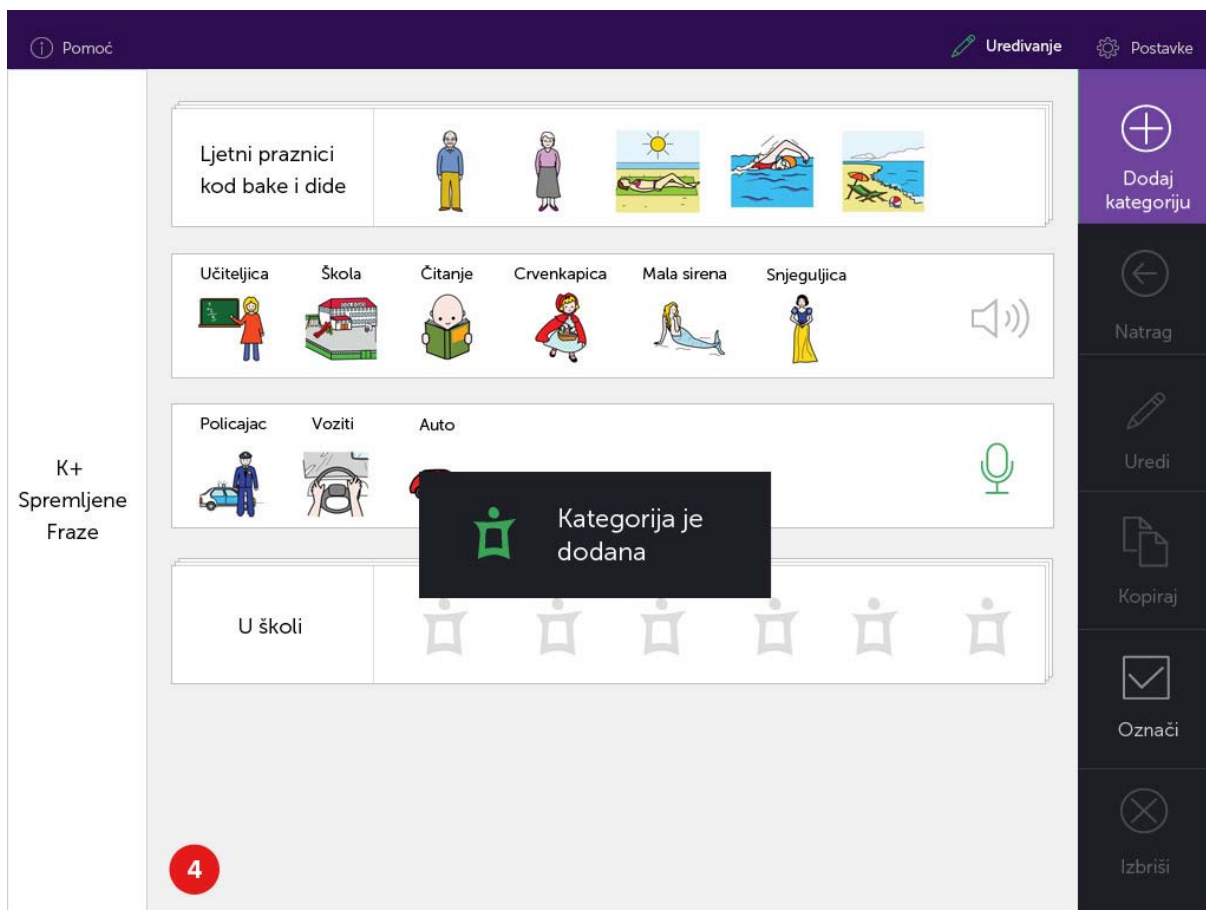 Pomoć
Uredivanje
Postavke
Ljetni praznici
kod bake i dide
Dodaj
kategoriju
Učiteljica Škola Čitanje Crvenkapica Mala sirena Snjeguljica
Natrag
Policajac Voziti Auto
Uredi
K+
Spremljene
Fraze
Kategorija je
dodana
Kopiraj
U školi
Označi
4
Izbriši